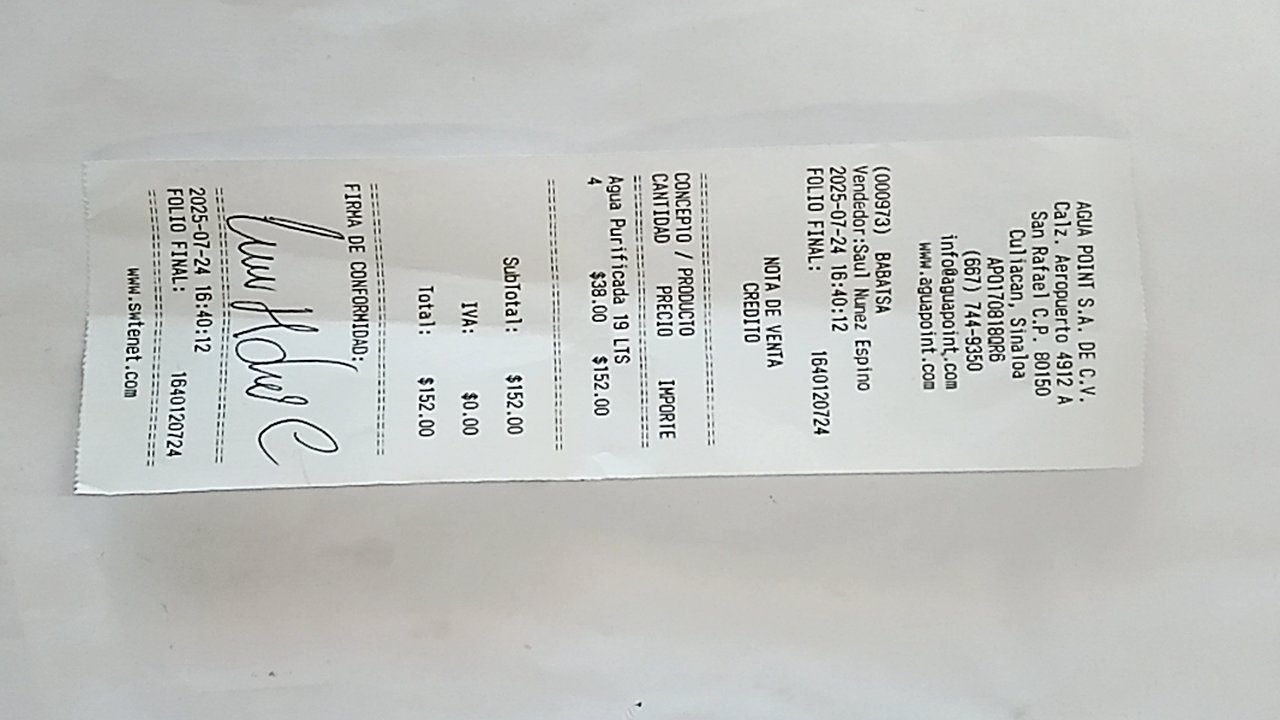 AGUA POINT S.A. DE C.V.
Calz. Aeropuerto 4912 A
San Rafael C.P. 80150
Culiacan, Sinaloa
APO170818QR6
(667) 744-9350
info@aguapoint.com
www.aguapoint.com
NOTA DE VENTA
CREDITO
(000973) BABATSA
Vendedor:Saul Nunez Espino
2025-07-24 16:40:12
FOLIO FINAL: 1640120724
CONCEPTO / PRODUCTO
CANTIDAD PRECIO IMPORTE
Agua Purificada 19 LTS
4 $38.00 $152.00
SubTotal: $152.00
IVA: $0.00
Total: $152.00
FIRMA DE CONFORMIDAD:
2025-07-24 16:40:12
FOLIO FINAL: 1640120724
www.swtenet.com